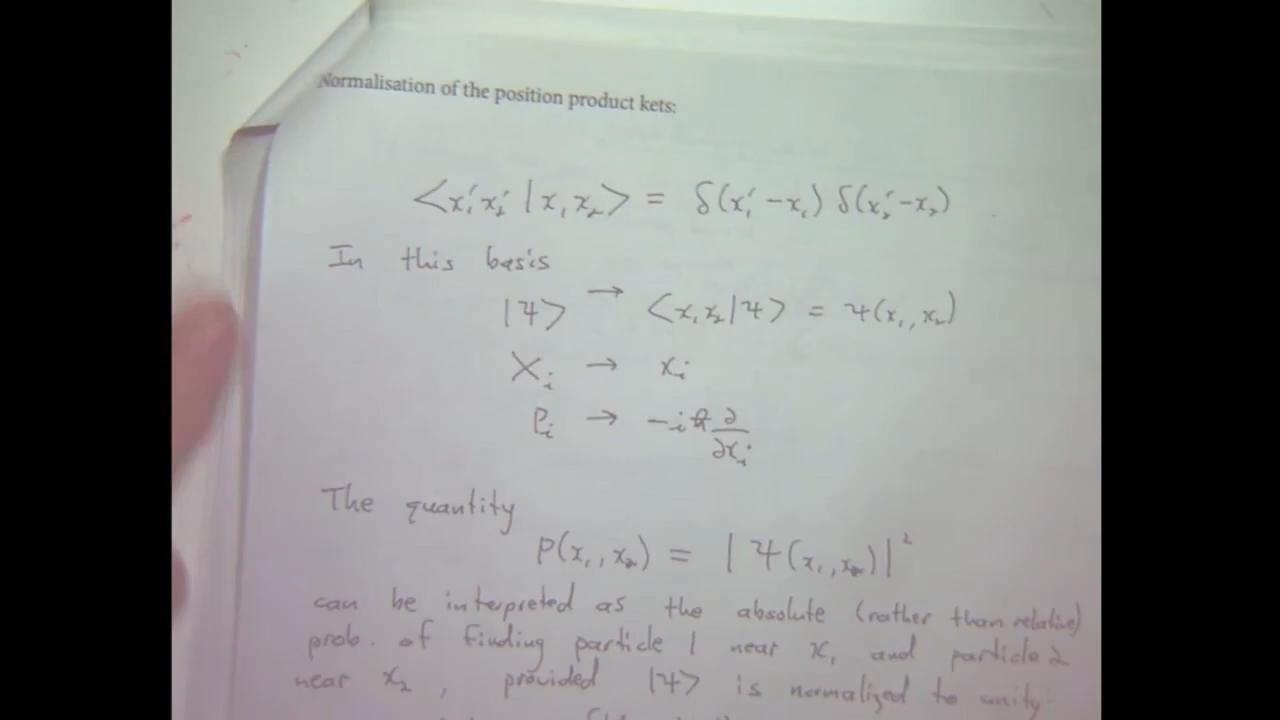 Normalisation of the position product kets:
<x₁'x₂'|x₁x₂> = δ(x₁'-x₁) δ(x₂'-x₂)
In this basis
|ψ> → <x₁x₂|ψ> = ψ(x₁,x₂)
Xᵢ → xᵢ
Pᵢ → -iħ ∂/∂xᵢ
The quantity
P(x₁,x₂) = |ψ(x₁,x₂)|²
can be interpreted as the absolute (rather than relative)
prob. of finding particle 1 near x₁ and particle 2
near x₂, provided |ψ> is normalized to unity: